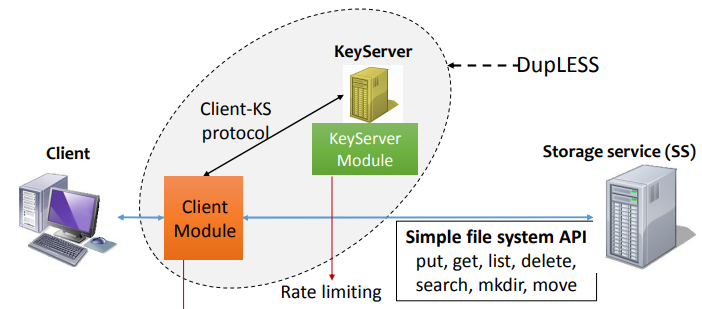 KeyServer
DupLESS
Client-KS
protocol
KeyServer
Module
Client
Storage service (SS)
Client
Module
Simple file system API
put, get, list, delete,
search, mkdir, move
Rate limiting